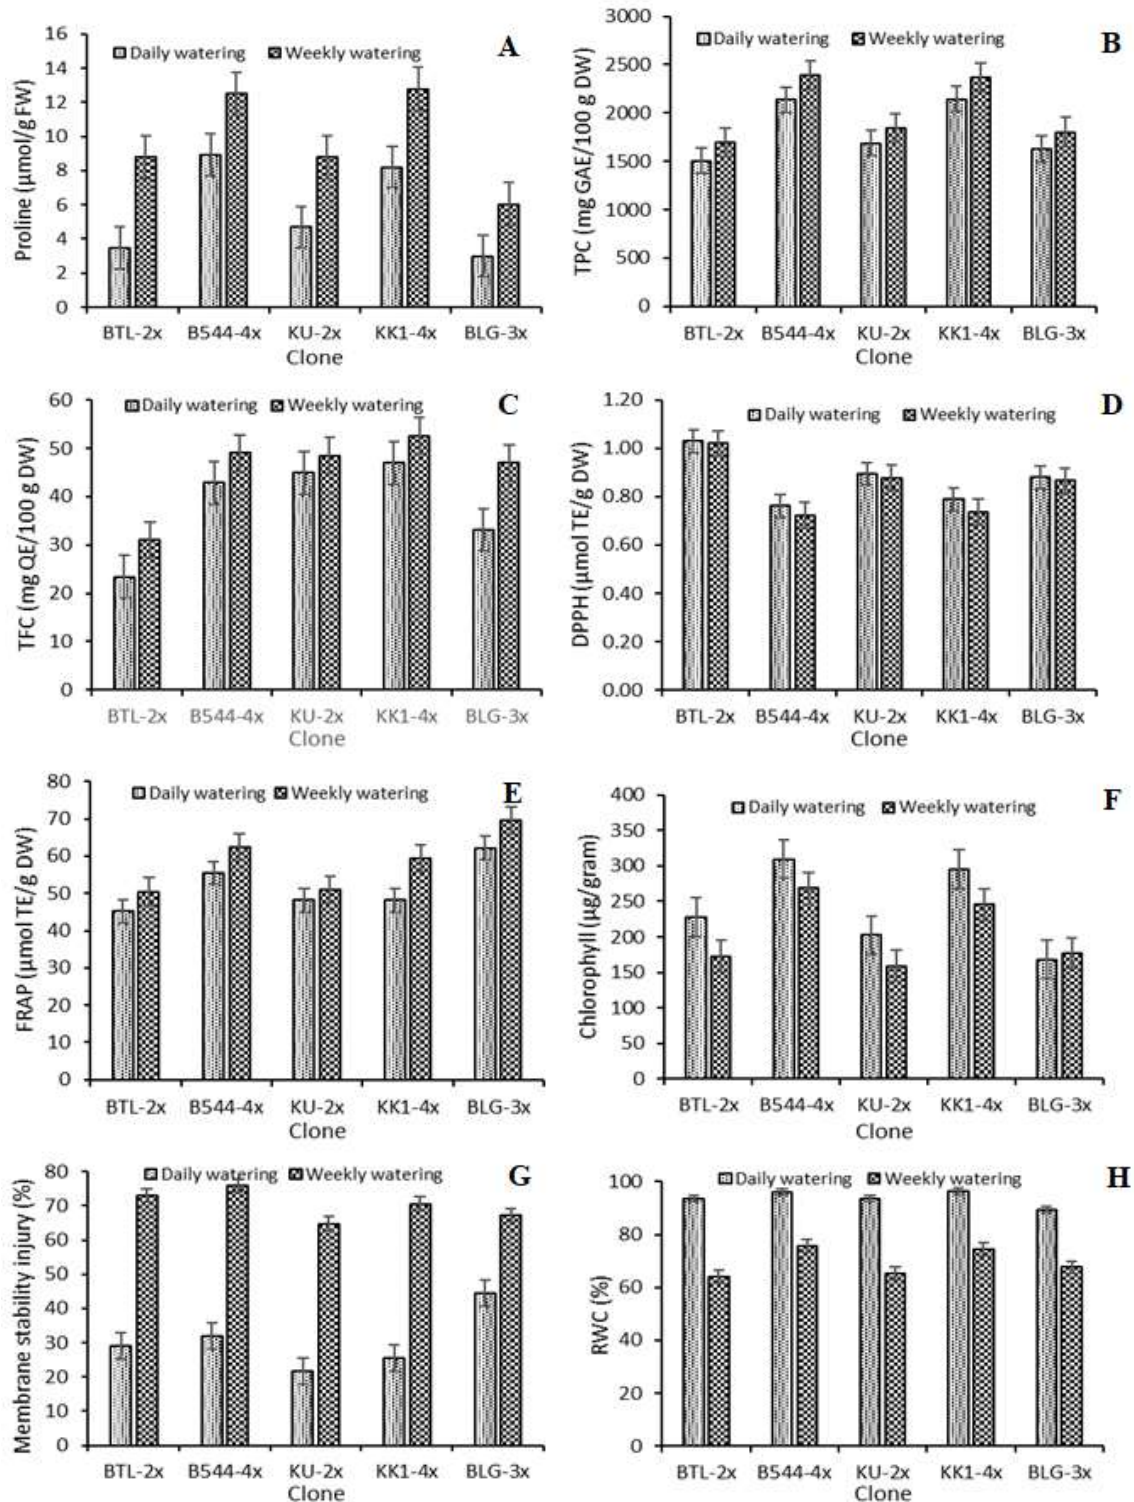 16
14
12
10
8
6
4
2
0
Proline (µmol/g FW)
Daily watering Weekly watering
A
BTL-2x B544-4x KU-2x KK1-4x BLG-3x
Clone
3000
2500
2000
1500
1000
500
0
TPC (mg GAE/100 g DW)
Daily watering Weekly watering
B
BTL-2x B544-4x KU-2x KK1-4x BLG-3x
Clone
60
50
40
30
20
10
0
TFC (mg QE/100 g DW)
Daily watering Weekly watering
C
BTL-2x B544-4x KU-2x KK1-4x BLG-3x
Clone
1.20
1.00
0.80
0.60
0.40
0.20
0.00
DPPH (µmol TE/g DW)
Daily watering Weekly watering
D
BTL-2x B544-4x KU-2x KK1-4x BLG-3x
Clone
80
70
60
50
40
30
20
10
0
FRAP (µmol TE/g DW)
Daily watering Weekly watering
E
BTL-2x B544-4x KU-2x KK1-4x BLG-3x
Clone
400
350
300
250
200
150
100
50
0
Chlorophyll (µg/gram)
Daily watering Weekly watering
F
BTL-2x B544-4x KU-2x KK1-4x BLG-3x
Clone
80
70
60
50
40
30
20
10
0
Membrane stability injury (%)
Daily watering Weekly watering
G
BTL-2x B544-4x KU-2x KK1-4x BLG-3x
Clone
100
80
60
40
20
0
RWC (%)
Daily watering Weekly watering
H
BTL-2x B544-4x KU-2x KK1-4x BLG-3x
Clone